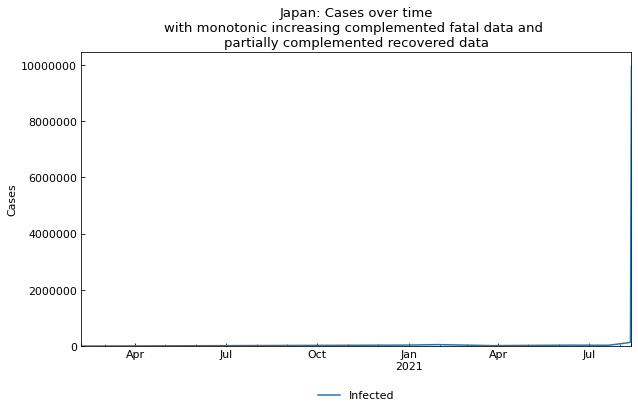 Japan: Cases over time
with monotonic increasing complemented fatal data and
partially complemented recovered data
10000000
8000000
6000000
4000000
2000000
0
Cases
Apr
Jul
Oct
Jan
2021
Apr
Jul
Infected